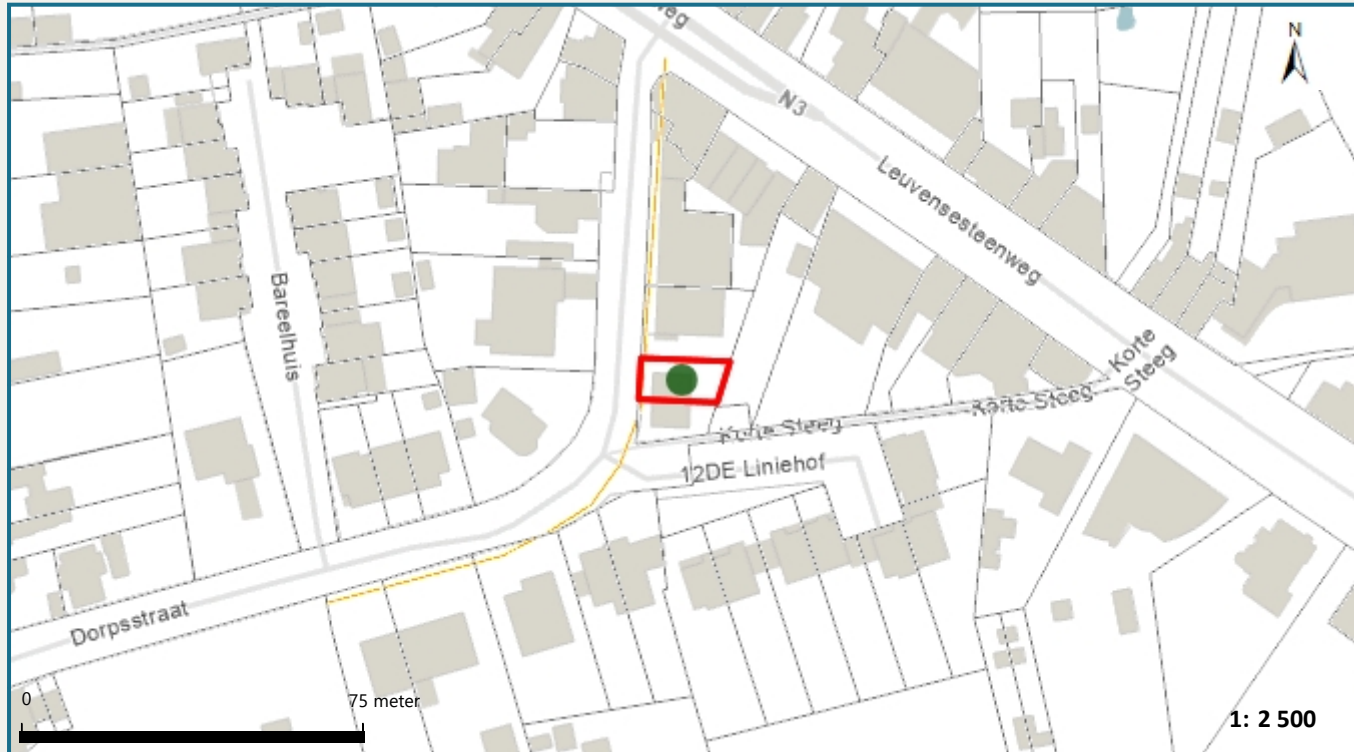 N
N3
Leuvensesteenweg
Bareelhuis
Korte
Steeg
Korte Steeg
Korte Steeg
12DE Liniehof
Dorpsstraat
0
75 meter
1: 2 500